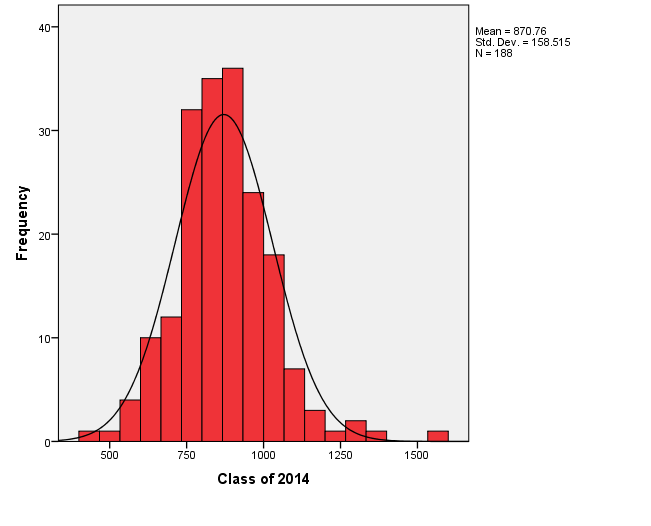 Mean = 870.76
Std. Dev. = 158.515
N = 188
Frequency
40
30
20
10
0
500 750 1000 1250 1500
Class of 2014